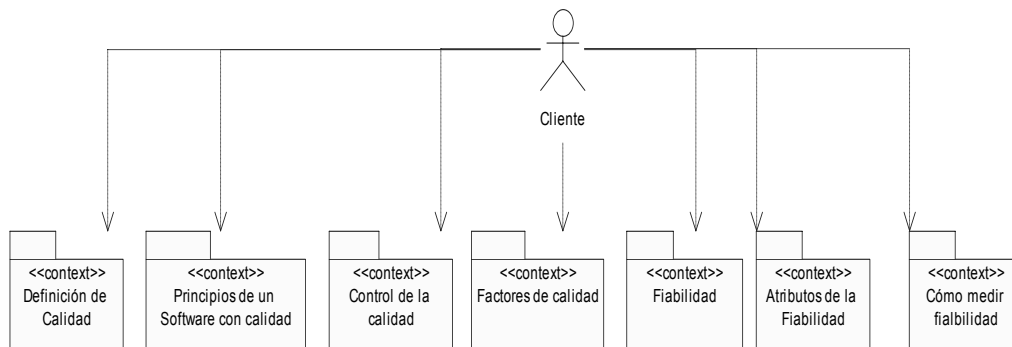 Cliente
<<context>>
Definición de
Calidad
<<context>>
Principios de un
Software con calidad
<<context>>
Control de la
calidad
<<context>>
Factores de calidad
<<context>>
Fiabilidad
<<context>>
Atributos de la
Fiabilidad
<<context>>
Cómo medir
fialbilidad